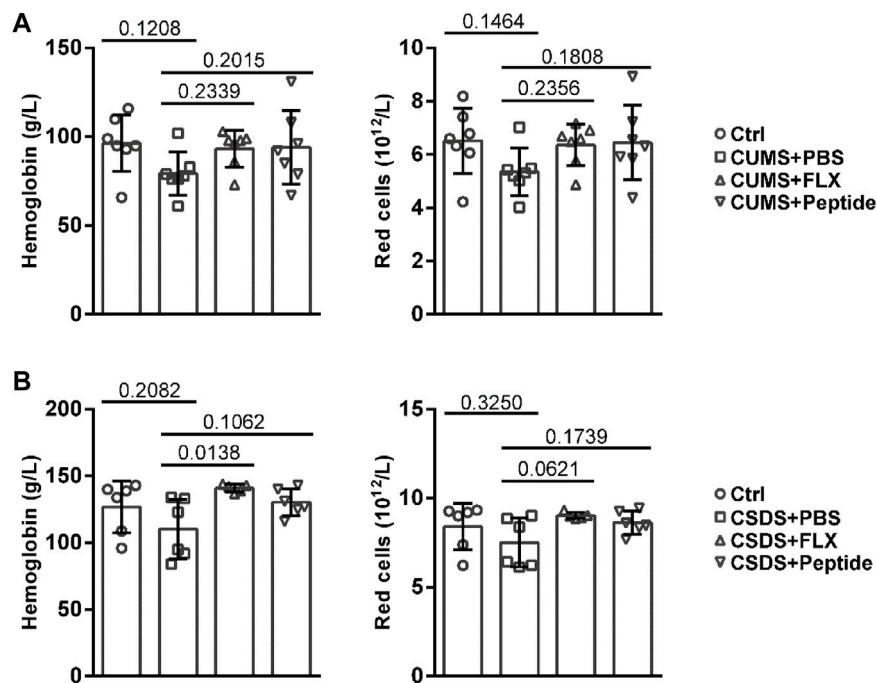 A
0.1208
0.2015
0.2339
Hemoglobin (g/L)
150
100
50
0
0.1464
0.1808
0.2356
Red cells (10¹²/L)
10
8
6
4
2
0
Ctrl
CUMS+PBS
CUMS+FLX
CUMS+Peptide
B
0.2082
0.1062
0.0138
Hemoglobin (g/L)
200
150
100
50
0
0.3250
0.1739
0.0621
Red cells (10¹²/L)
15
10
5
0
Ctrl
CSDS+PBS
CSDS+FLX
CSDS+Peptide